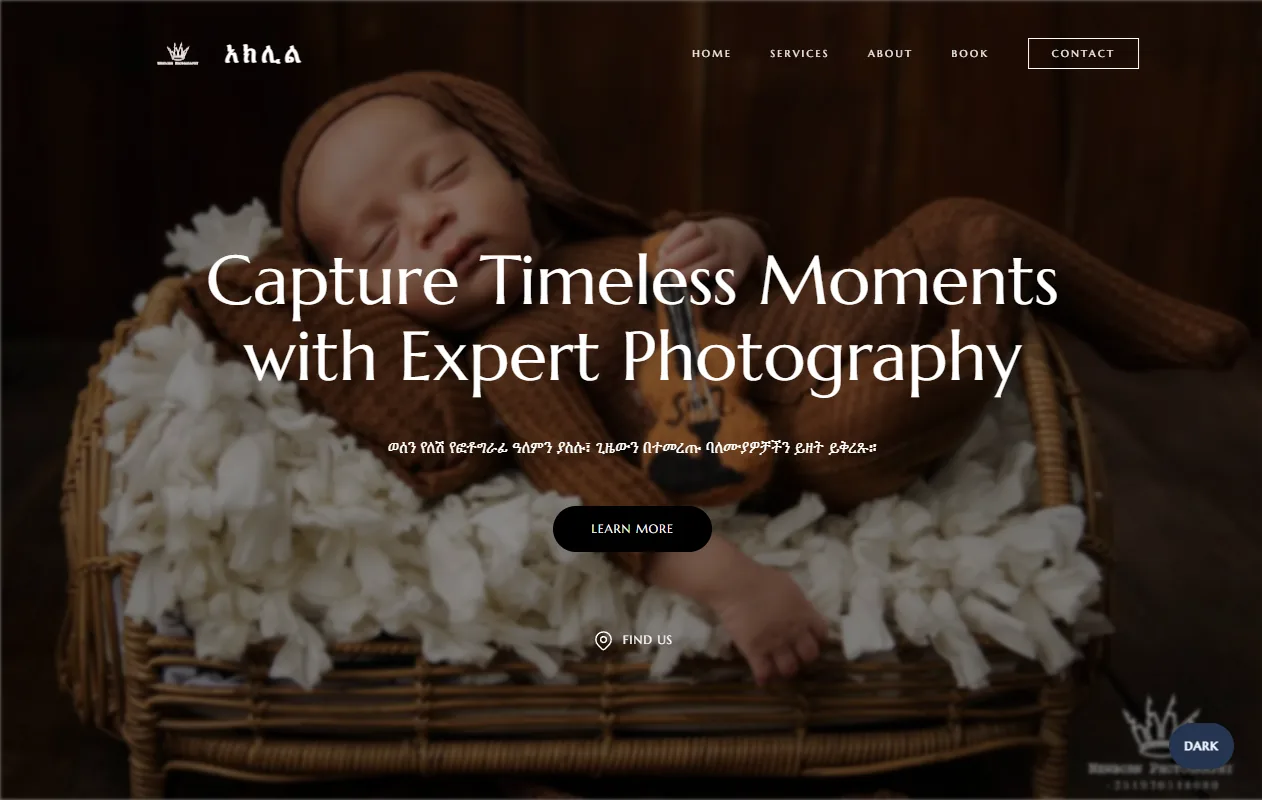 አክሊል
HOME SERVICES ABOUT BOOK CONTACT
Capture Timeless Moments
with Expert Photography
ወሰን የለሽ የፎቶግራፊ ዓለምን ያስሱ፤ ጊዜውን በተመረጡ ባለሙያዎቻችን ይዘት ይቅረጹ።
LEARN MORE
FIND US
DARK